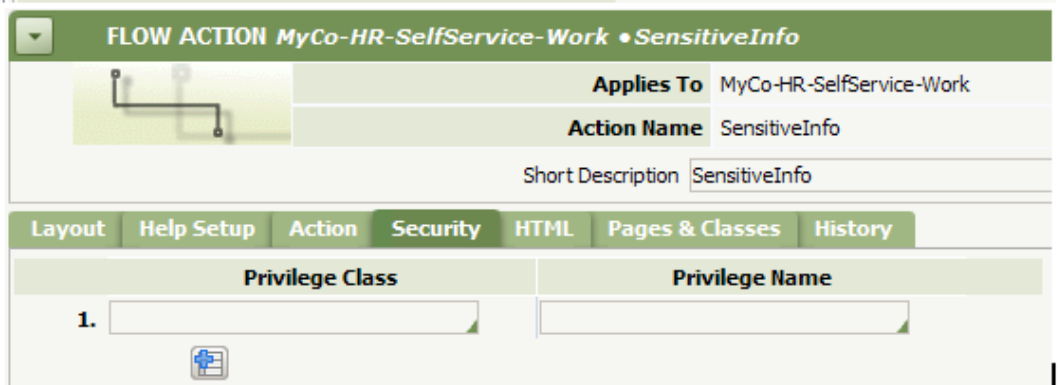 FLOW ACTION MyCo-HR-SelfService-Work • SensitiveInfo
Applies To MyCo-HR-SelfService-Work
Action Name SensitiveInfo
Short Description SensitiveInfo
Layout Help Setup Action Security HTML Pages & Classes History
Privilege Class Privilege Name
1.